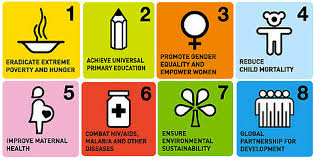 1
ERADICATE EXTREME
POVERTY AND HUNGER
2
ACHIEVE UNIVERSAL
PRIMARY EDUCATION
3
PROMOTE GENDER
EQUALITY AND
EMPOWER WOMEN
4
REDUCE
CHILD MORTALITY
5
IMPROVE MATERNAL
HEALTH
6
COMBAT HIV/AIDS,
MALARIA AND OTHER
DISEASES
7
ENSURE
ENVIRONMENTAL
SUSTAINABILITY
8
GLOBAL
PARTNERSHIP FOR
DEVELOPMENT